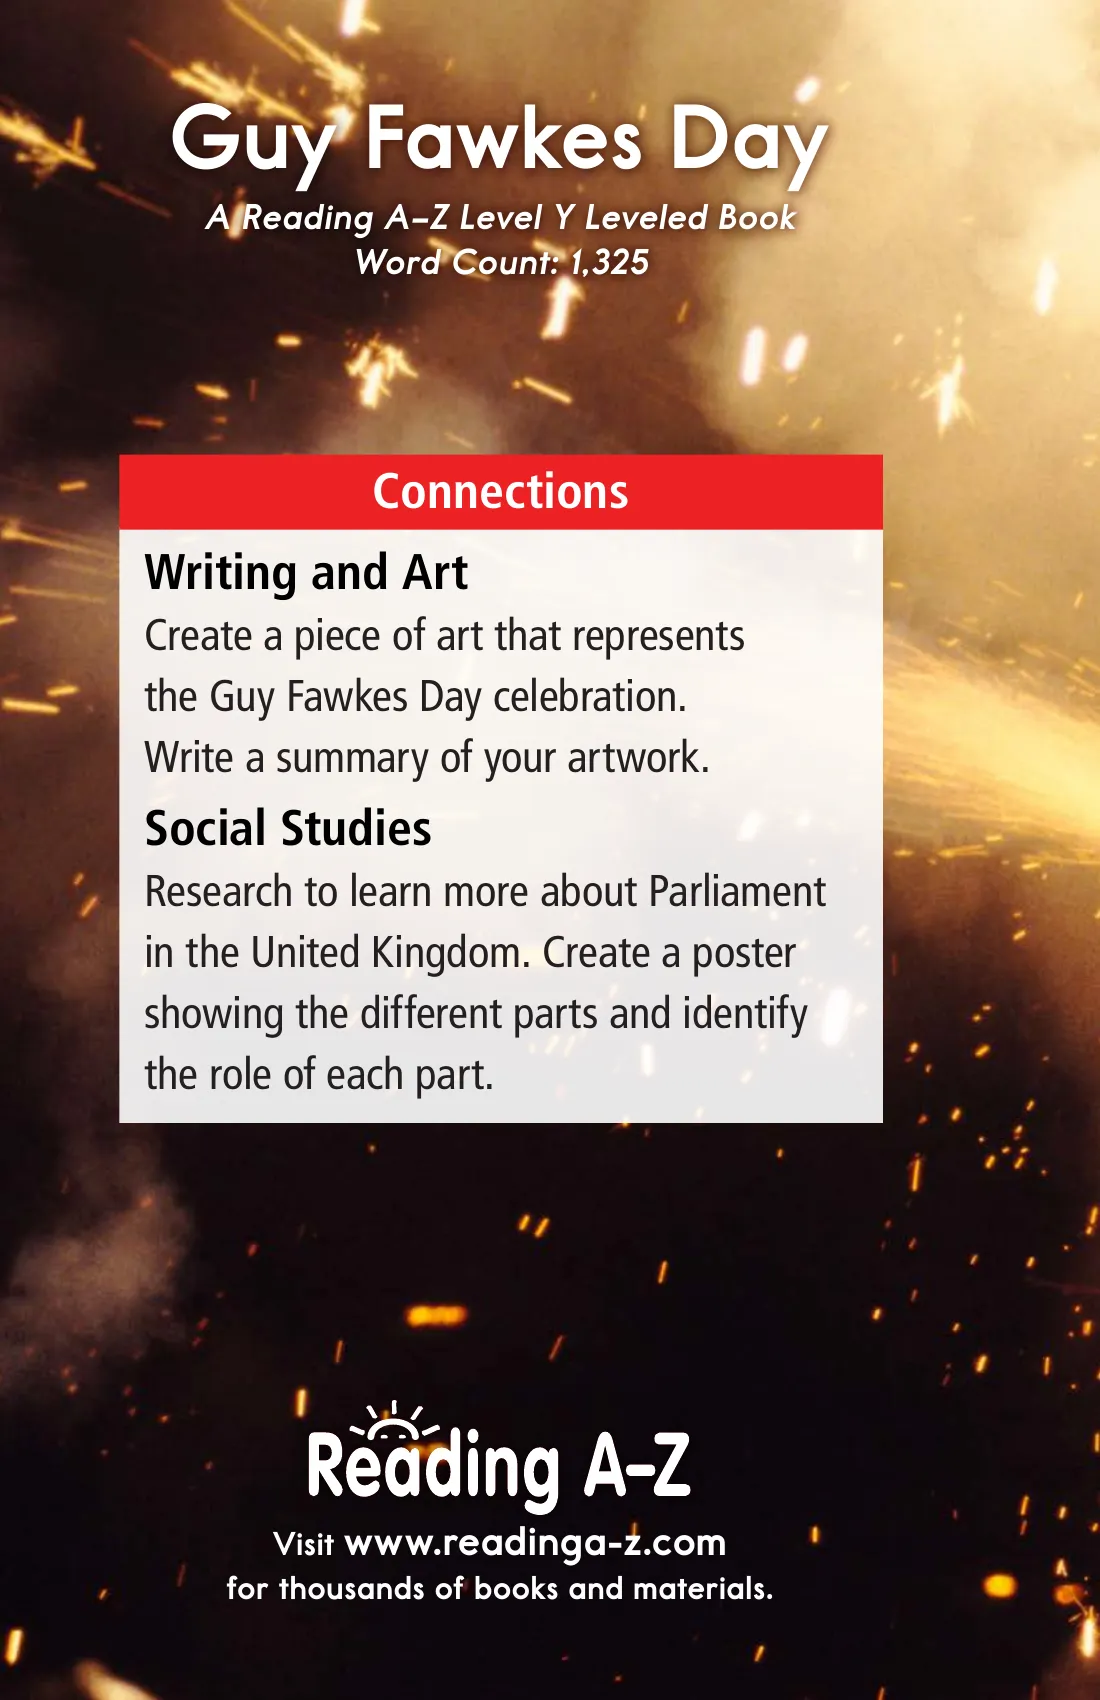 Guy Fawkes Day
A Reading A–Z Level Y Leveled Book
Word Count: 1,325
Connections
Writing and Art
Create a piece of art that represents
the Guy Fawkes Day celebration.
Write a summary of your artwork.
Social Studies
Research to learn more about Parliament
in the United Kingdom. Create a poster
showing the different parts and identify
the role of each part.
Reading A–Z
Visit www.readinga-z.com
for thousands of books and materials.